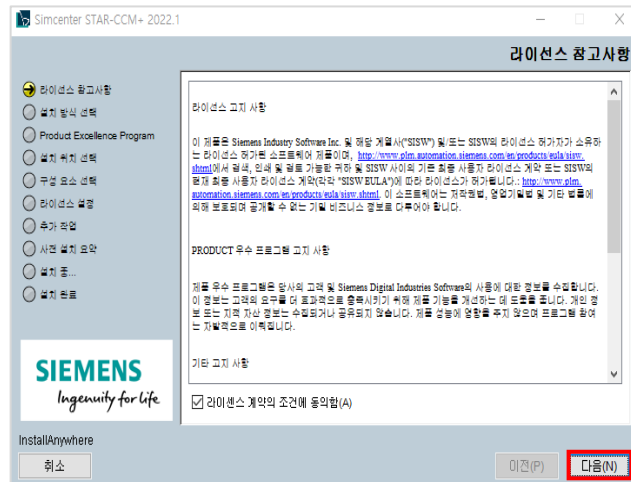 Simcenter STAR-CCM+ 2022.1
라이선스 참고사항
라이선스 참고사항
설치 방식 선택
Product Excellence Program
설치 위치 선택
구성 요소 선택
라이선스 설정
추가 작업
사전 설치 요약
설치 중...
설치 완료
라이선스 고지 사항
이 제품은 Siemens Industry Software Inc. 및 해당 계열사("SISW") 및/또는 SISW의 라이선스 허가자가 소유하
는 라이선스 허가된 소프트웨어 제품이며, http://www.plm.automation.siemens.com/en/products/eula/sisw.
shtml에서 검색, 인쇄 및 검토 가능한 귀하 및 SISW 사이의 기존 최종 사용자 라이선스 계약 또는 SISW의
현재 최종 사용자 라이선스 계약(각각 "SISW EULA")에 따라 라이선스가 허가됩니다.: http://www.plm.
automation.siemens.com/en/products/eula/sisw.shtml. 이 소프트웨어는 저작권법, 영업기밀법 및 기타 법률에
의해 보호되며 공개할 수 없는 기밀 비즈니스 정보로 다루어야 합니다.
PRODUCT 우수 프로그램 고지 사항
제품 우수 프로그램은 당사의 고객 및 Siemens Digital Industries Software의 사용에 대한 정보를 수집합니다.
이 정보는 고객의 요구를 더 효과적으로 충족시키기 위해 제품 기능을 개선하는 데 도움을 줍니다. 개인 정
보 또는 지적 자산 정보는 수집되거나 공유되지 않습니다. 제품 성능에 영향을 주지 않으며 프로그램 참여
는 자발적으로 이뤄집니다.
기타 고지 사항
SIEMENS
Ingenuity for life
라이센스 계약의 조건에 동의함(A)
InstallAnywhere
취소
이전(P)
다음(N)